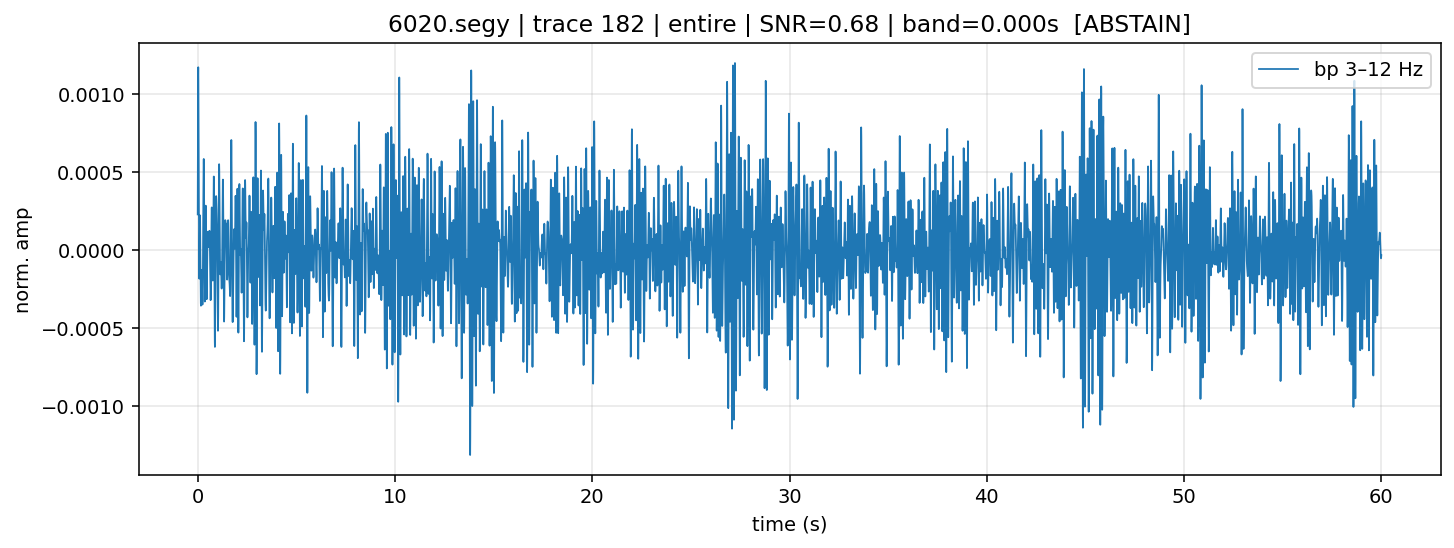 6020.segy | trace 182 | entire | SNR=0.68 | band=0.000s  [ABSTAIN]
bp 3–12 Hz
norm. amp
0.0010
0.0005
0.0000
−0.0005
−0.0010
0 10 20 30 40 50 60
time (s)